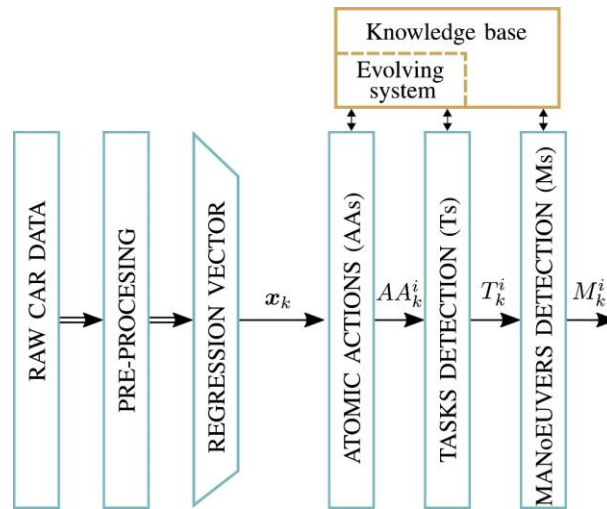 Knowledge base
Evolving
system
RAW CAR DATA
PRE-PROCESING
REGRESSION VECTOR
x_k
ATOMIC ACTIONS (AAs)
AA_k^i
TASKS DETECTION (Ts)
T_k^i
MANoEUVERS DETECTION (Ms)
M_k^i